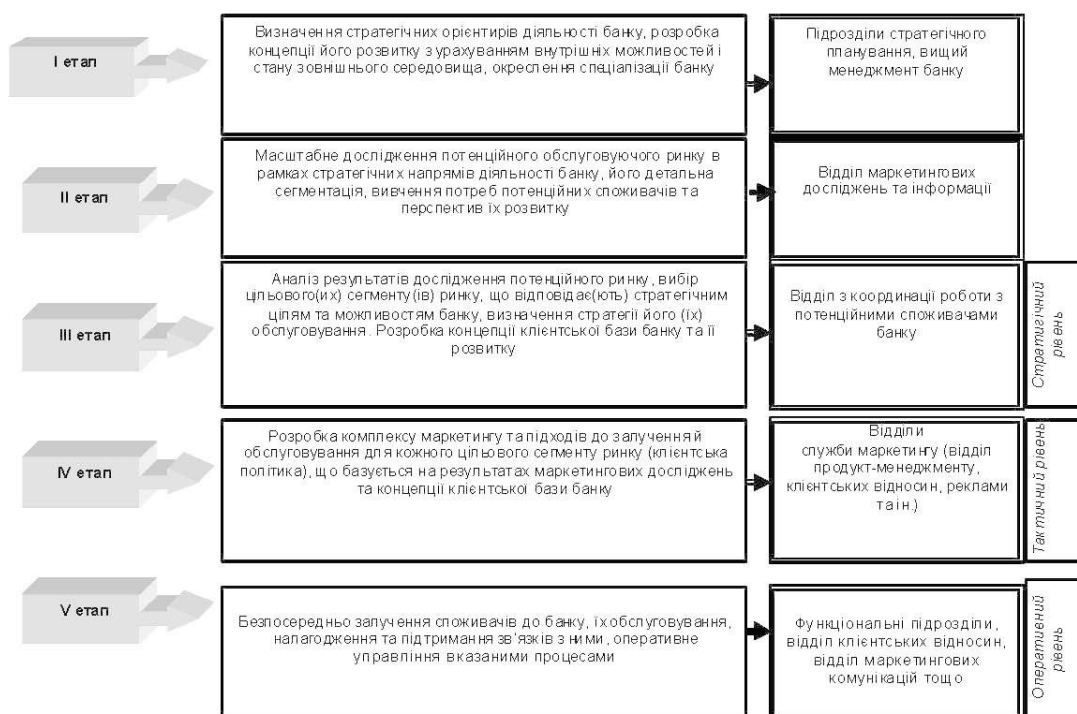 І етап
Визначення стратегічних орієнтирів діяльності банку, розробка
концепції його розвитку з урахуванням внутрішніх можливостей і
стану зовнішнього середовища, окреслення спеціалізації банку
Підрозділи стратегічного
планування, вищий
менеджмент банку
ІІ етап
Масштабне дослідження потенційного обслуговуючого ринку в
рамках стратегічних напрямів діяльності банку, його детальна
сегментація, вивчення потреб потенційних споживачів та
перспектив їх розвитку
Відділ маркетингових
досліджень та інформації
ІІІ етап
Аналіз результатів дослідження потенційного ринку, вибір
цільового(их) сегменту(ів) ринку, що відповідає(ють) стратегічним
цілям та можливостям банку, визначення стратегії його (їх)
обслуговування. Розробка концепції клієнтської бази банку та її
розвитку
Відділ з координації роботи з
потенційними споживачами
банку
Стратигічний
рівень
IV етап
Розробка комплексу маркетингу та підходів до залучення й
обслуговування для кожного цільового сегменту ринку (клієнтська
політика), що базується на результатах маркетингових досліджень
та концепції клієнтської бази банку
Відділи
служби маркетингу (відділ
продукт-менеджменту,
клієнтських відносин, реклами
та ін.)
Тактичний рівень
V етап
Безпосередньо залучення споживачів до банку, їх обслуговування,
налагодження та підтримання зв'язків з ними, оперативне
управління вказаними процесами
Функціональні підрозділи,
відділ клієнтських відносин,
відділ маркетингових
комунікацій тощо
Оперативний
рівень